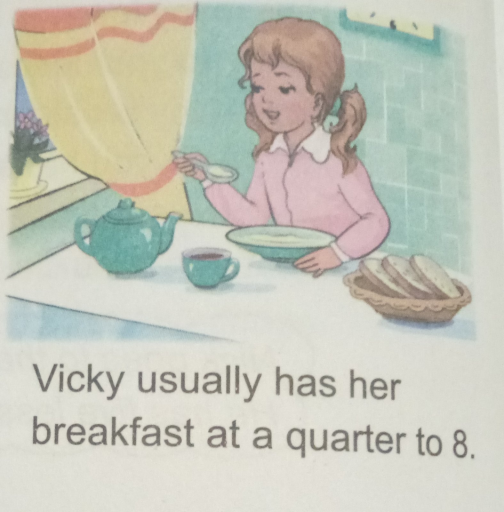 Vicky usually has her
breakfast at a quarter to 8.